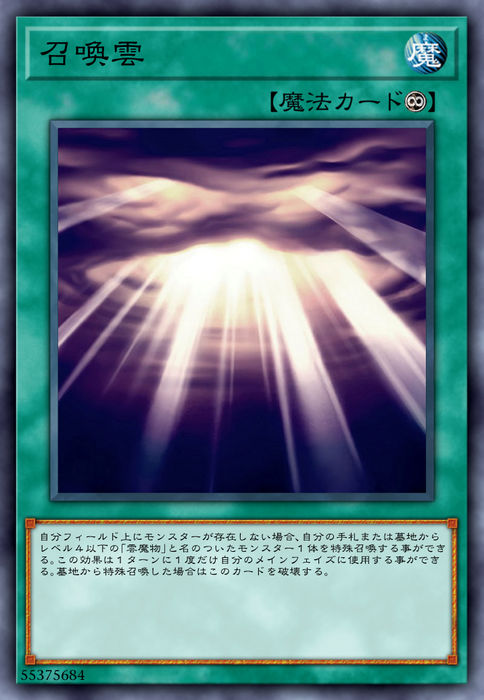 召喚雲
魔
【魔法カード∞】
自分フィールド上にモンスターが存在しない場合、自分の手札または墓地から
レベル４以下の「雲魔物」と名のついたモンスター１体を特殊召喚する事ができ
る。この効果は１ターンに１度だけ自分のメインフェイズに使用する事ができ
る。墓地から特殊召喚した場合はこのカードを破壊する。
55375684